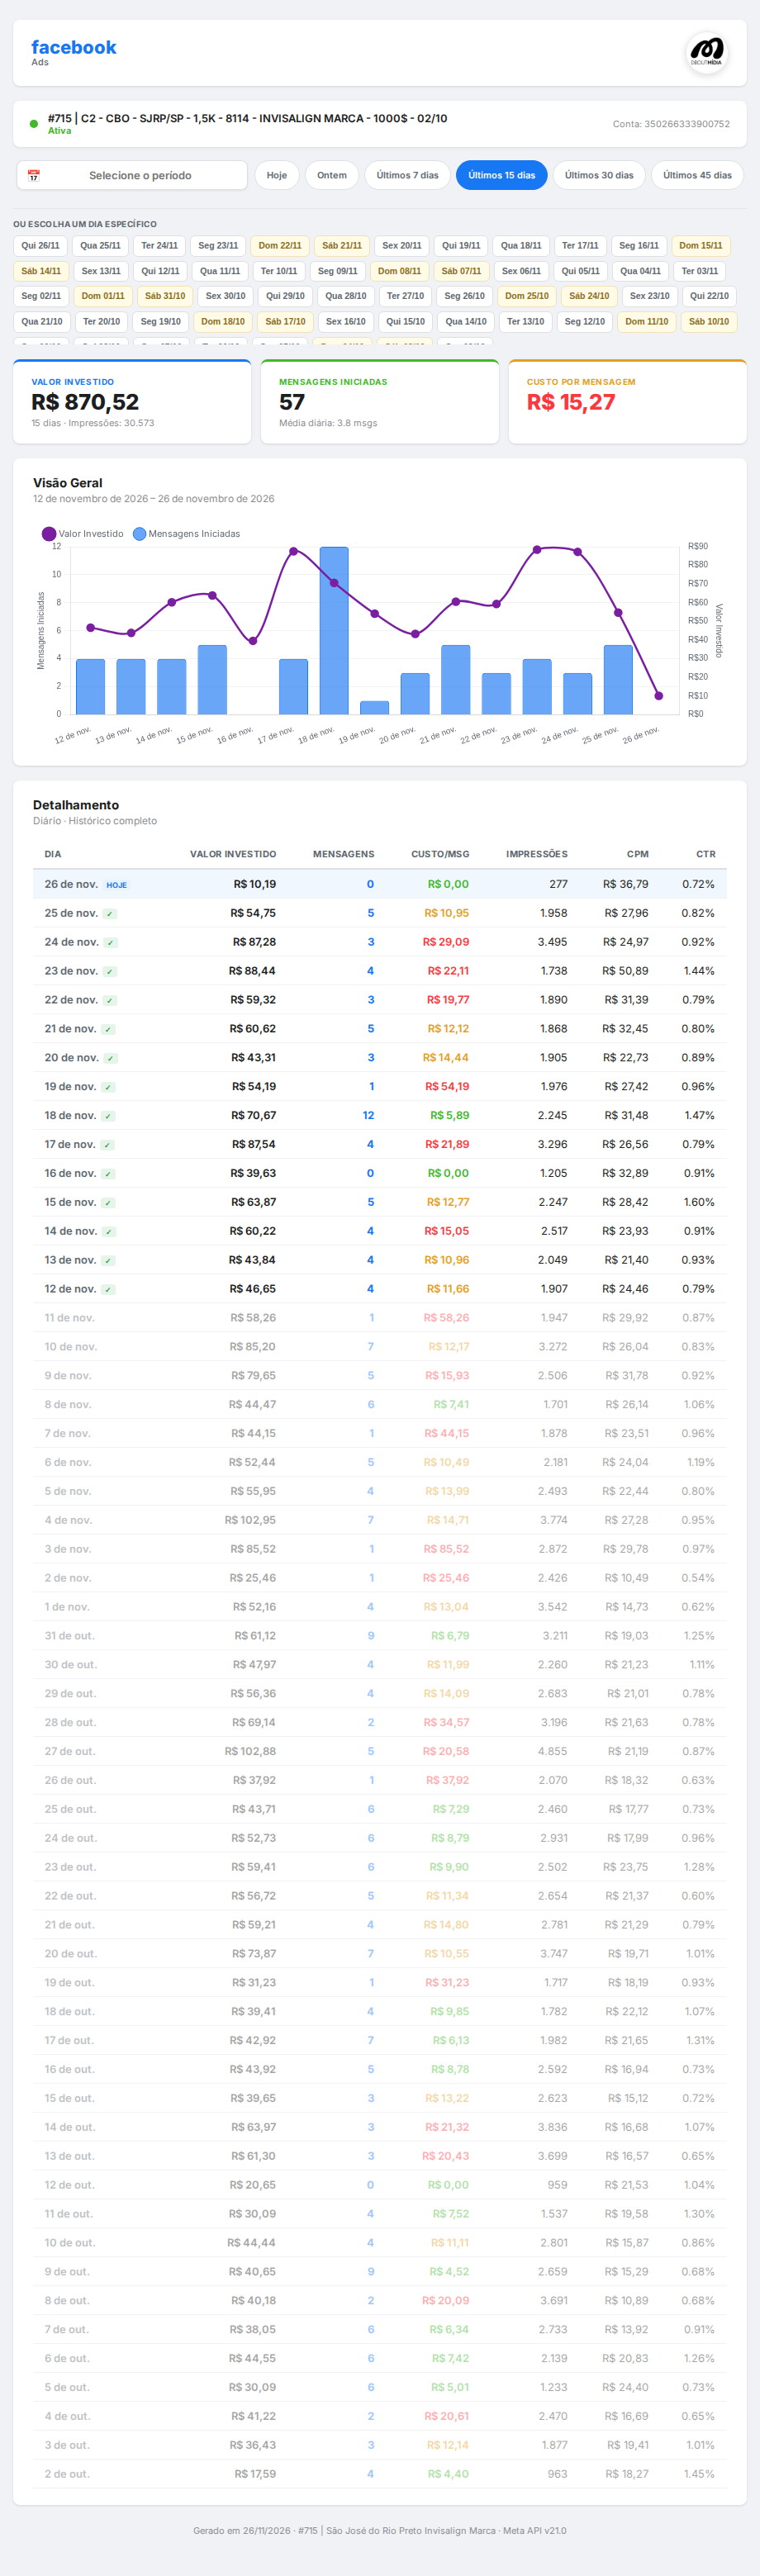 facebook
Ads
DEBOUTMÍDIA
#715 | C2 - CBO - SJRP/SP - 1,5K - 8114 - INVISALIGN MARCA - 1000$ - 02/10
Ativa
Conta: 350266333900752
📅 Selecione o período Hoje Ontem Últimos 7 dias Últimos 15 dias Últimos 30 dias Últimos 45 dias
OU ESCOLHA UM DIA ESPECÍFICO
Qui 26/11 Qua 25/11 Ter 24/11 Seg 23/11 Dom 22/11 Sáb 21/11 Sex 20/11 Qui 19/11 Qua 18/11 Ter 17/11 Seg 16/11 Dom 15/11
Sáb 14/11 Sex 13/11 Qui 12/11 Qua 11/11 Ter 10/11 Seg 09/11 Dom 08/11 Sáb 07/11 Sex 06/11 Qui 05/11 Qua 04/11 Ter 03/11
Seg 02/11 Dom 01/11 Sáb 31/10 Sex 30/10 Qui 29/10 Qua 28/10 Ter 27/10 Seg 26/10 Dom 25/10 Sáb 24/10 Sex 23/10 Qui 22/10
Qua 21/10 Ter 20/10 Seg 19/10 Dom 18/10 Sáb 17/10 Sex 16/10 Qui 15/10 Qua 14/10 Ter 13/10 Seg 12/10 Dom 11/10 Sáb 10/10
VALOR INVESTIDO
R$ 870,52
15 dias · Impressões: 30.573
MENSAGENS INICIADAS
57
Média diária: 3.8 msgs
CUSTO POR MENSAGEM
R$ 15,27
Visão Geral
12 de novembro de 2026 – 26 de novembro de 2026
Valor Investido Mensagens Iniciadas
Mensagens Iniciadas
12
10
8
6
4
2
0
R$90
R$80
R$70
R$60
R$50
R$40
R$30
R$20
R$10
R$0
Valor Investido
12 de nov. 13 de nov. 14 de nov. 15 de nov. 16 de nov. 17 de nov. 18 de nov. 19 de nov. 20 de nov. 21 de nov. 22 de nov. 23 de nov. 24 de nov. 25 de nov. 26 de nov.
Detalhamento
Diário · Histórico completo
DIA VALOR INVESTIDO MENSAGENS CUSTO/MSG IMPRESSÕES CPM CTR
26 de nov. HOJE R$ 10,19 0 R$ 0,00 277 R$ 36,79 0.72%
25 de nov. ✓ R$ 54,75 5 R$ 10,95 1.958 R$ 27,96 0.82%
24 de nov. ✓ R$ 87,28 3 R$ 29,09 3.495 R$ 24,97 0.92%
23 de nov. ✓ R$ 88,44 4 R$ 22,11 1.738 R$ 50,89 1.44%
22 de nov. ✓ R$ 59,32 3 R$ 19,77 1.890 R$ 31,39 0.79%
21 de nov. ✓ R$ 60,62 5 R$ 12,12 1.868 R$ 32,45 0.80%
20 de nov. ✓ R$ 43,31 3 R$ 14,44 1.905 R$ 22,73 0.89%
19 de nov. ✓ R$ 54,19 1 R$ 54,19 1.976 R$ 27,42 0.96%
18 de nov. ✓ R$ 70,67 12 R$ 5,89 2.245 R$ 31,48 1.47%
17 de nov. ✓ R$ 87,54 4 R$ 21,89 3.296 R$ 26,56 0.79%
16 de nov. ✓ R$ 39,63 0 R$ 0,00 1.205 R$ 32,89 0.91%
15 de nov. ✓ R$ 63,87 5 R$ 12,77 2.247 R$ 28,42 1.60%
14 de nov. ✓ R$ 60,22 4 R$ 15,05 2.517 R$ 23,93 0.91%
13 de nov. ✓ R$ 43,84 4 R$ 10,96 2.049 R$ 21,40 0.93%
12 de nov. ✓ R$ 46,65 4 R$ 11,66 1.907 R$ 24,46 0.79%
11 de nov. R$ 58,26 1 R$ 58,26 1.947 R$ 29,92 0.87%
10 de nov. R$ 85,20 7 R$ 12,17 3.272 R$ 26,04 0.83%
9 de nov. R$ 79,65 5 R$ 15,93 2.506 R$ 31,78 0.92%
8 de nov. R$ 44,47 6 R$ 7,41 1.701 R$ 26,14 1.06%
7 de nov. R$ 44,15 1 R$ 44,15 1.878 R$ 23,51 0.96%
6 de nov. R$ 52,44 5 R$ 10,49 2.181 R$ 24,04 1.19%
5 de nov. R$ 55,95 4 R$ 13,99 2.493 R$ 22,44 0.80%
4 de nov. R$ 102,95 7 R$ 14,71 3.774 R$ 27,28 0.95%
3 de nov. R$ 85,52 1 R$ 85,52 2.872 R$ 29,78 0.97%
2 de nov. R$ 25,46 1 R$ 25,46 2.426 R$ 10,49 0.54%
1 de nov. R$ 52,16 4 R$ 13,04 3.542 R$ 14,73 0.62%
31 de out. R$ 61,12 9 R$ 6,79 3.211 R$ 19,03 1.25%
30 de out. R$ 47,97 4 R$ 11,99 2.260 R$ 21,23 1.11%
29 de out. R$ 56,36 4 R$ 14,09 2.683 R$ 21,01 0.78%
28 de out. R$ 69,14 2 R$ 34,57 3.196 R$ 21,63 0.78%
27 de out. R$ 102,88 5 R$ 20,58 4.855 R$ 21,19 0.87%
26 de out. R$ 37,92 1 R$ 37,92 2.070 R$ 18,32 0.63%
25 de out. R$ 43,71 6 R$ 7,29 2.460 R$ 17,77 0.73%
24 de out. R$ 52,73 6 R$ 8,79 2.931 R$ 17,99 0.96%
23 de out. R$ 59,41 6 R$ 9,90 2.502 R$ 23,75 1.28%
22 de out. R$ 56,72 5 R$ 11,34 2.654 R$ 21,37 0.60%
21 de out. R$ 59,21 4 R$ 14,80 2.781 R$ 21,29 0.79%
20 de out. R$ 73,87 7 R$ 10,55 3.747 R$ 19,71 1.01%
19 de out. R$ 31,23 1 R$ 31,23 1.717 R$ 18,19 0.93%
18 de out. R$ 39,41 4 R$ 9,85 1.782 R$ 22,12 1.07%
17 de out. R$ 42,92 7 R$ 6,13 1.982 R$ 21,65 1.31%
16 de out. R$ 43,92 5 R$ 8,78 2.592 R$ 16,94 0.73%
15 de out. R$ 39,65 3 R$ 13,22 2.623 R$ 15,12 0.72%
14 de out. R$ 63,97 3 R$ 21,32 3.836 R$ 16,68 1.07%
13 de out. R$ 61,30 3 R$ 20,43 3.699 R$ 16,57 0.65%
12 de out. R$ 20,65 0 R$ 0,00 959 R$ 21,53 1.04%
11 de out. R$ 30,09 4 R$ 7,52 1.537 R$ 19,58 1.30%
10 de out. R$ 44,44 4 R$ 11,11 2.801 R$ 15,87 0.86%
9 de out. R$ 40,65 9 R$ 4,52 2.659 R$ 15,29 0.68%
8 de out. R$ 40,18 2 R$ 20,09 3.691 R$ 10,89 0.68%
7 de out. R$ 38,05 6 R$ 6,34 2.733 R$ 13,92 0.91%
6 de out. R$ 44,55 6 R$ 7,42 2.139 R$ 20,83 1.26%
5 de out. R$ 30,09 6 R$ 5,01 1.233 R$ 24,40 0.73%
4 de out. R$ 41,22 2 R$ 20,61 2.470 R$ 16,69 0.65%
3 de out. R$ 36,43 3 R$ 12,14 1.877 R$ 19,41 1.01%
2 de out. R$ 17,59 4 R$ 4,40 963 R$ 18,27 1.45%
Gerado em 26/11/2026 · #715 | São José do Rio Preto Invisalign Marca · Meta API v21.0